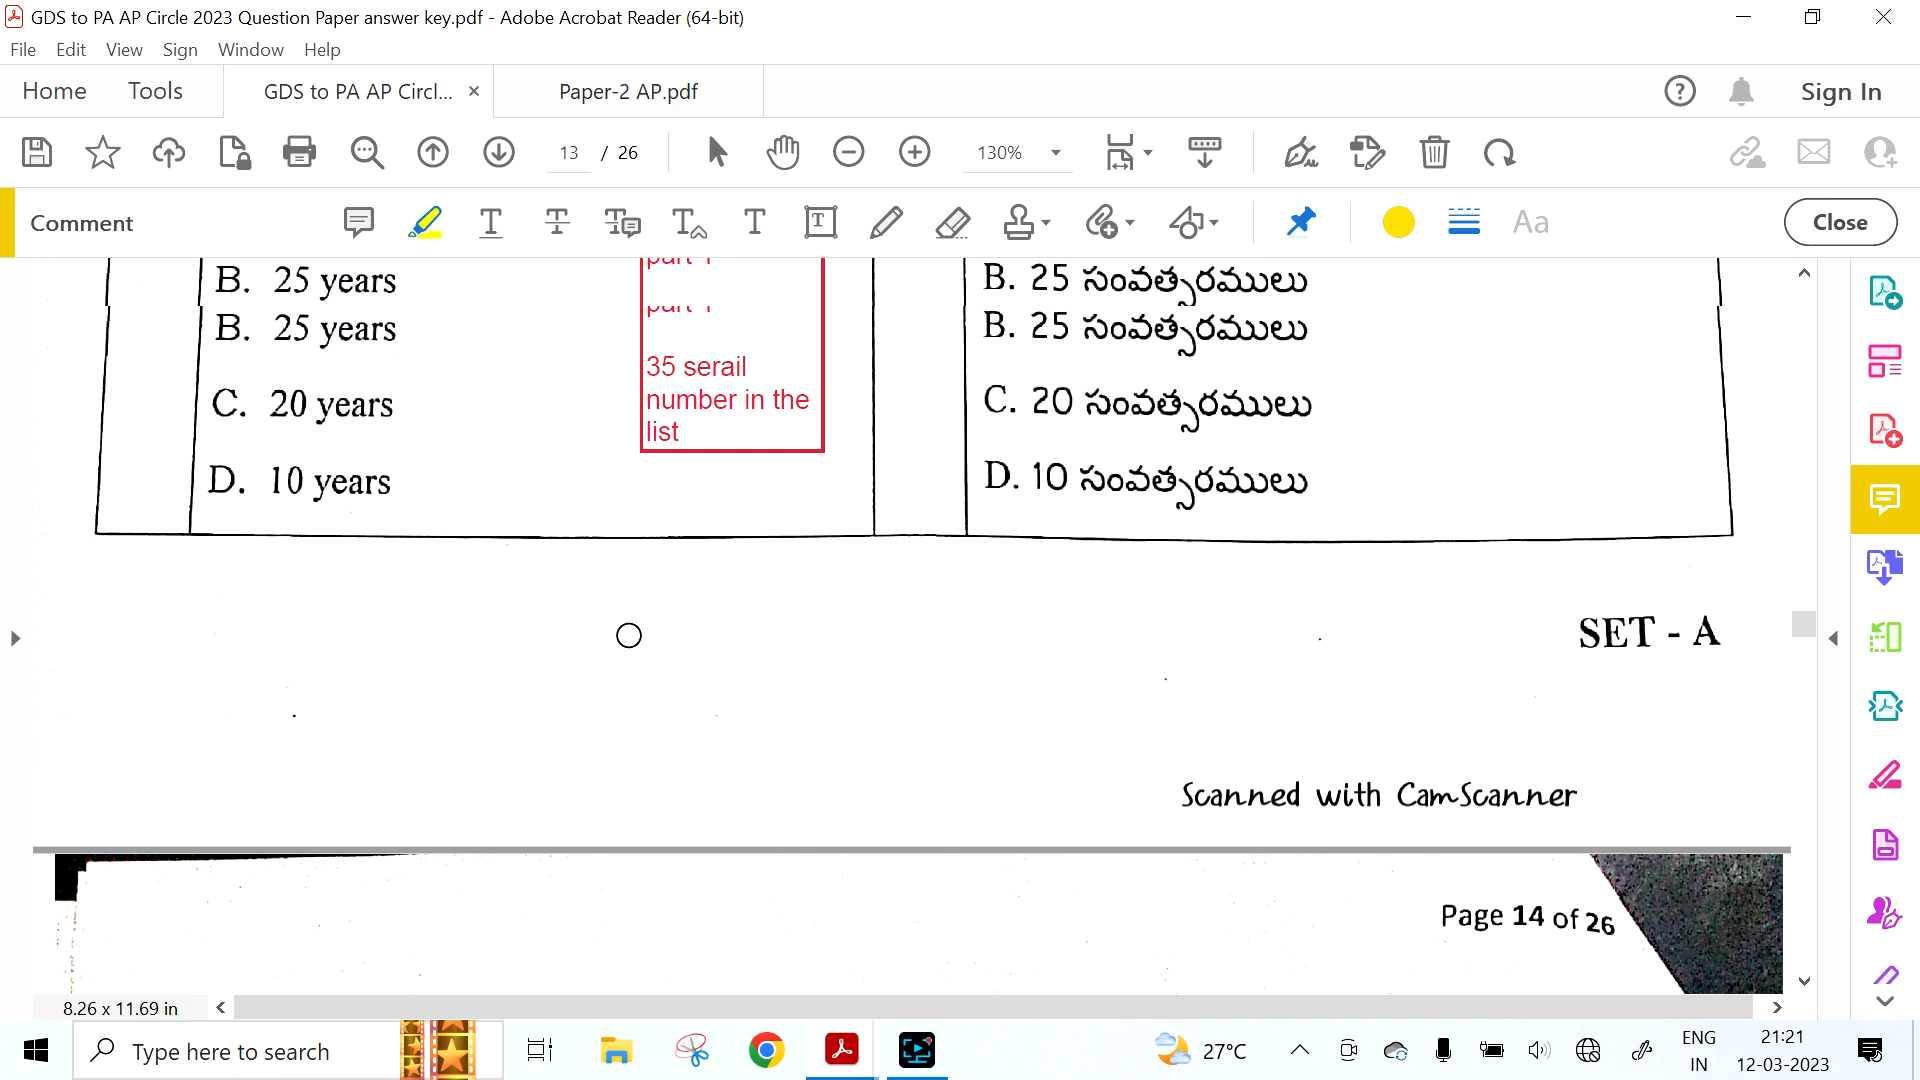 GDS to PA AP Circle 2023 Question Paper answer key.pdf - Adobe Acrobat Reader (64-bit)
File Edit View Sign Window Help
Home Tools GDS to PA AP Circl... × Paper-2 AP.pdf Sign In
13 / 26 130%
Comment Aa Close
B. 25 years
part 1
B. 25 సంవత్సరములు
B. 25 years
B. 25 సంవత్సరములు
35 serail
number in the
list
C. 20 years
C. 20 సంవత్సరములు
D. 10 years
D. 10 సంవత్సరములు
SET - A
Scanned with CamScanner
Page 14 of 26
8.26 x 11.69 in
Type here to search
27°C
ENG
IN
21:21
12-03-2023